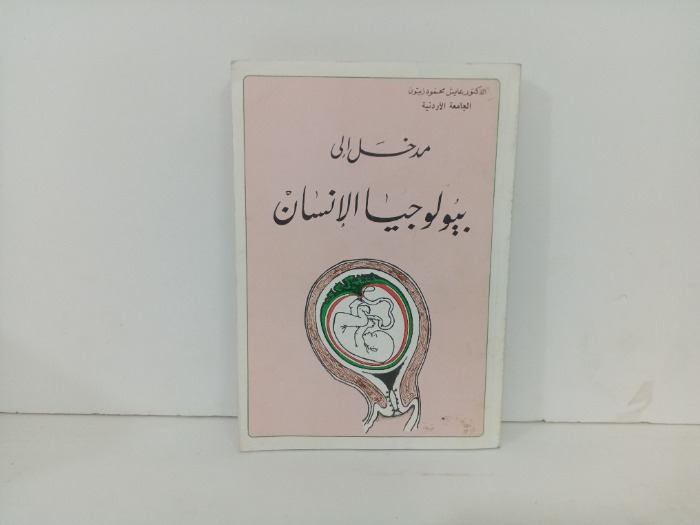 الدكتور عايش محمود زيتون
الجامعة الأردنية
مدخل إلى
بيولوجيا الإنسان